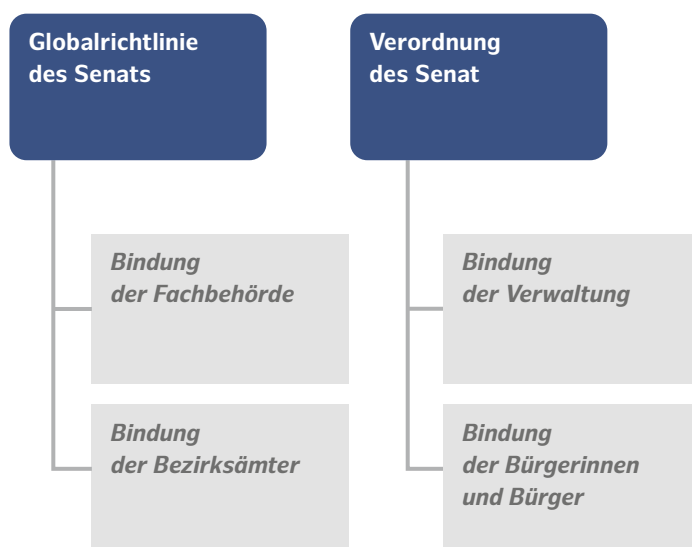 Globalrichtlinie
des Senats
Bindung
der Fachbehörde
Bindung
der Bezirksämter
Verordnung
des Senat
Bindung
der Verwaltung
Bindung
der Bürgerinnen
und Bürger